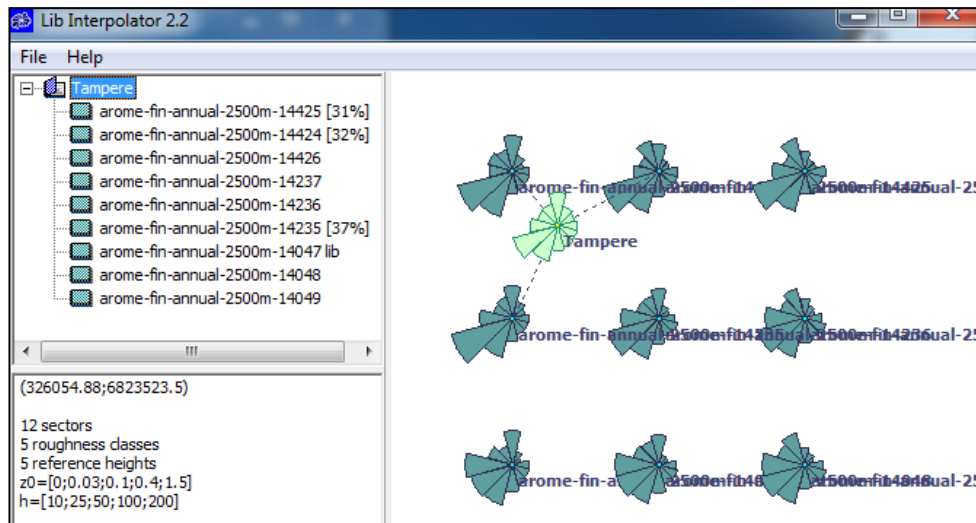 Lib Interpolator 2.2
File Help
Tampere
arome-fin-annual-2500m-14425 [31%]
arome-fin-annual-2500m-14424 [32%]
arome-fin-annual-2500m-14426
arome-fin-annual-2500m-14237
arome-fin-annual-2500m-14236
arome-fin-annual-2500m-14235 [37%]
arome-fin-annual-2500m-14047 lib
arome-fin-annual-2500m-14048
arome-fin-annual-2500m-14049
(326054.88;6823523.5)
12 sectors
5 roughness classes
5 reference heights
z0=[0;0.03;0.1;0.4;1.5]
h=[10;25;50;100;200]
Tampere